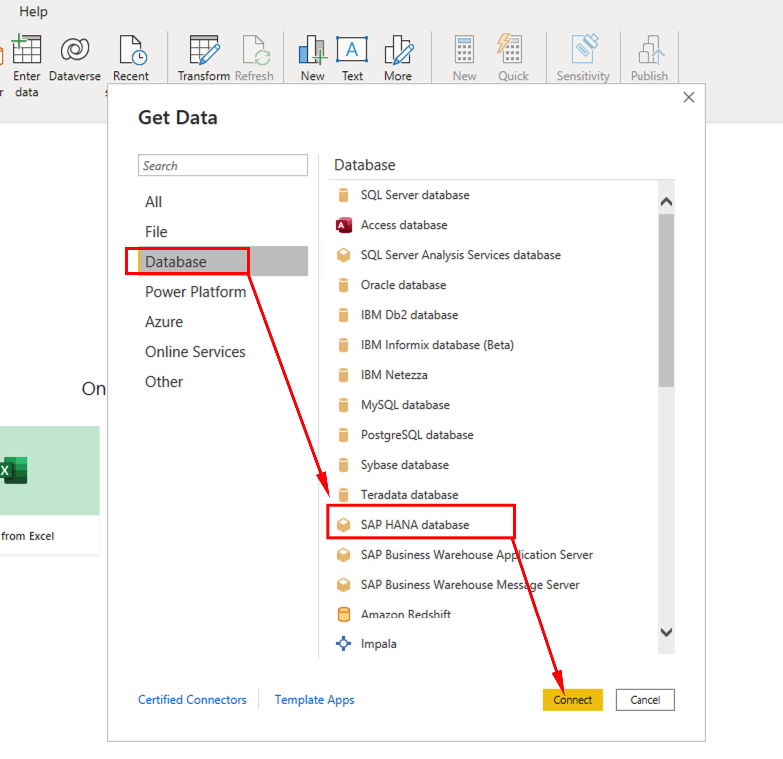 Help
Enter
data
Dataverse
Recent
Transform
Refresh
New
Text
More
New
Quick
Sensitivity
Publish
Get Data
Search
All
File
Database
Power Platform
Azure
Online Services
Other
Database
SQL Server database
Access database
SQL Server Analysis Services database
Oracle database
IBM Db2 database
IBM Informix database (Beta)
IBM Netezza
MySQL database
PostgreSQL database
Sybase database
Teradata database
SAP HANA database
SAP Business Warehouse Application Server
SAP Business Warehouse Message Server
Amazon Redshift
Impala
On
from Excel
Certified Connectors
Template Apps
Connect
Cancel